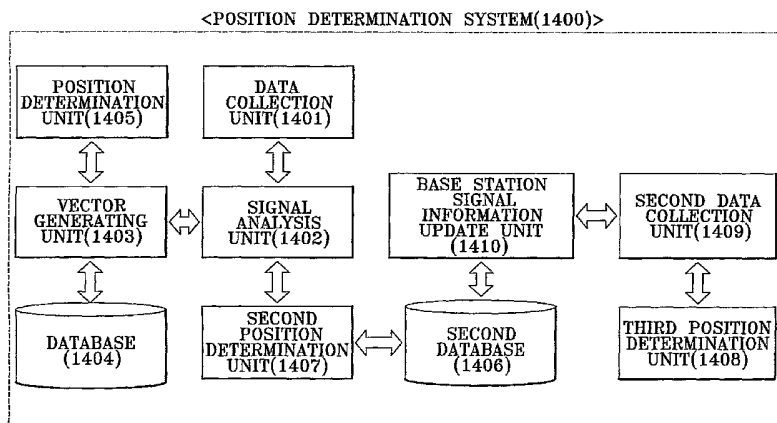 <POSITION DETERMINATION SYSTEM(1400)>
POSITION
DETERMINATION
UNIT(1405)
DATA
COLLECTION
UNIT(1401)
VECTOR
GENERATING
UNIT(1403)
SIGNAL
ANALYSIS
UNIT(1402)
BASE STATION
SIGNAL
INFORMATION
UPDATE UNIT
(1410)
SECOND DATA
COLLECTION
UNIT(1409)
DATABASE
(1404)
SECOND
POSITION
DETERMINATION
UNIT(1407)
SECOND
DATABASE
(1406)
THIRD POSITION
DETERMINATION
UNIT(1408)